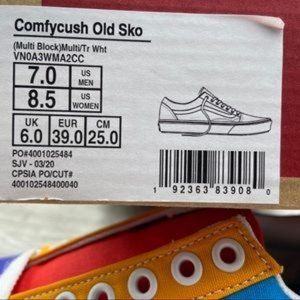 Comfycush Old Sko
(Multi Block)Multi/Tr Wht
VN0A3WMA2CC
7.0 US MEN
8.5 US WOMEN
UK EUR CM
6.0 39.0 25.0
PO#4001025484
SJV - 03/20
CPSIA PO/CUT#
400102548400040
1 92363 83908 0